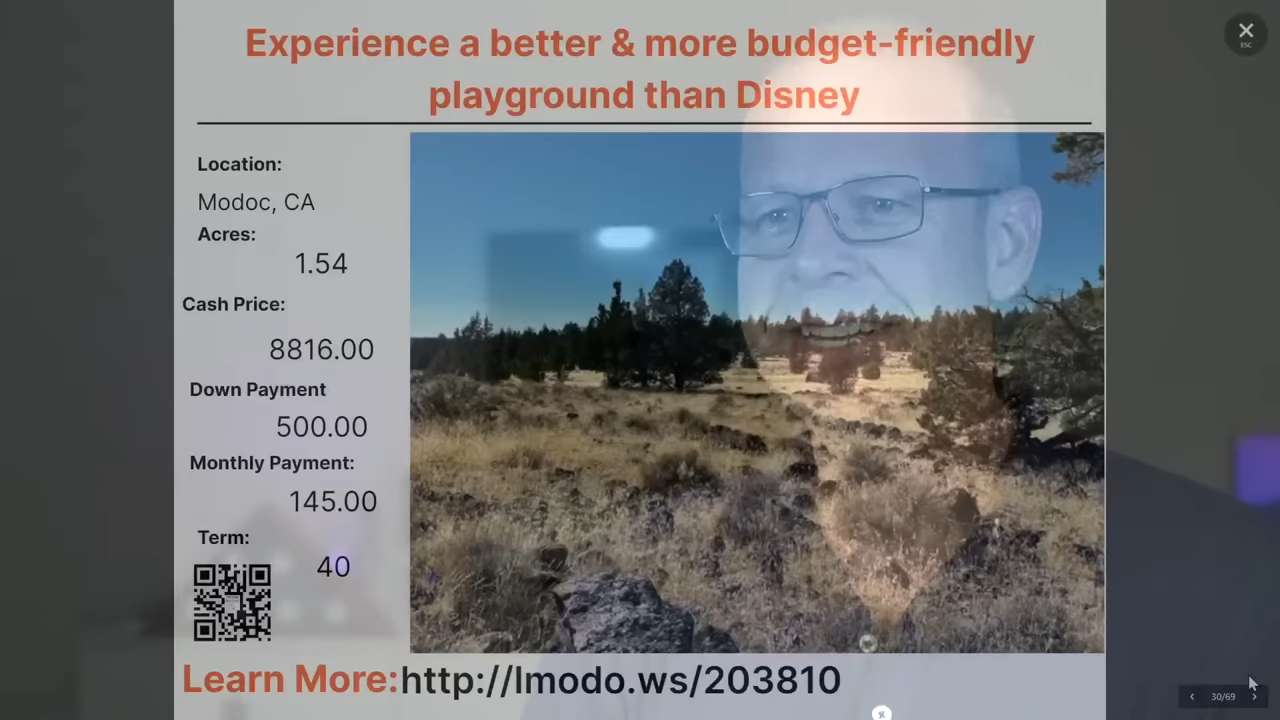 Experience a better & more budget-friendly
playground than Disney
Location:
Modoc, CA
Acres:
1.54
Cash Price:
8816.00
Down Payment
500.00
Monthly Payment:
145.00
Term:
40
Learn More:http://lmodo.ws/203810
ESC
30/69